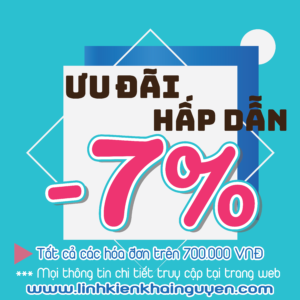 ƯU ĐÃI
HẤP DẪN
-7%
Tất cả các hóa đơn trên 700.000 VNĐ
*** Mọi thông tin chi tiết truy cập tại trang web
www.linhkienkhainguyen.com